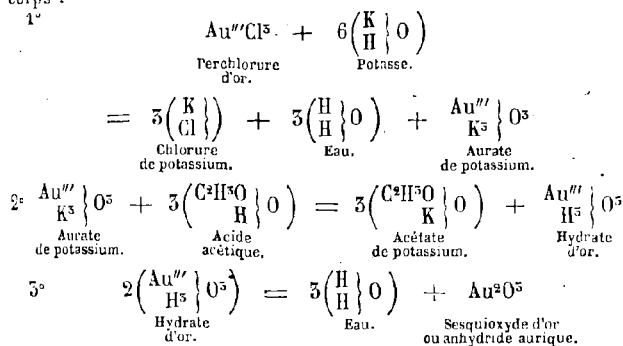 corps :
1°
Au‴Cl³ + 6(K H } O)
Perchlorure d'or. Potasse.
= 3(K Cl }) + 3(H H } O) + Au‴ K³ } O³
Chlorure de potassium. Eau. Aurate de potassium.
2° Au‴ K³ } O³ + 3(C²H³O H } O) = 3(C²H³O K } O) + Au‴ H³ } O³
Aurate de potassium. Acide acétique. Acétate de potassium. Hydrate d'or.
3° 2(Au‴ H³ } O³) = 3(H H } O) + Au²O³
Hydrate d'or. Eau. Sesquioxyde d'or ou anhydride aurique.